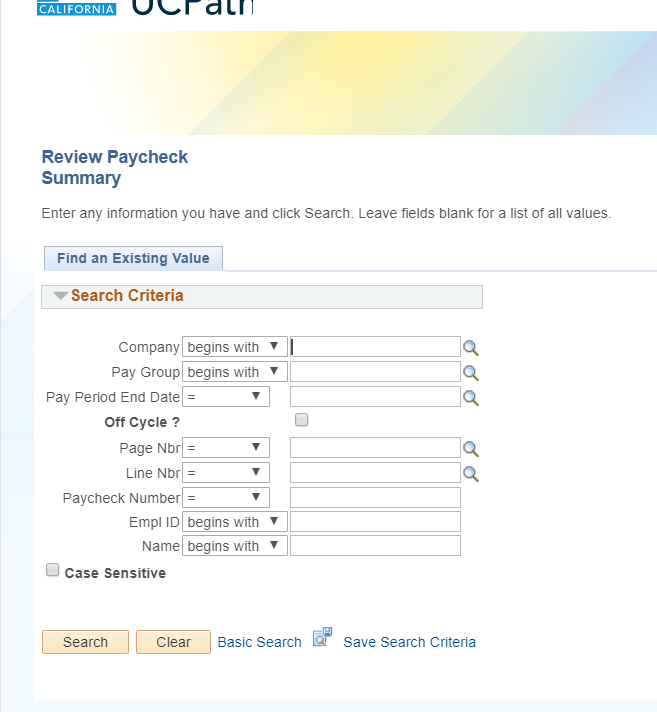 CALIFORNIA UCPath
Review Paycheck
Summary
Enter any information you have and click Search. Leave fields blank for a list of all values.
Find an Existing Value
Search Criteria
Company begins with
Pay Group begins with
Pay Period End Date =
Off Cycle ?
Page Nbr =
Line Nbr =
Paycheck Number =
Empl ID begins with
Name begins with
Case Sensitive
Search Clear Basic Search Save Search Criteria